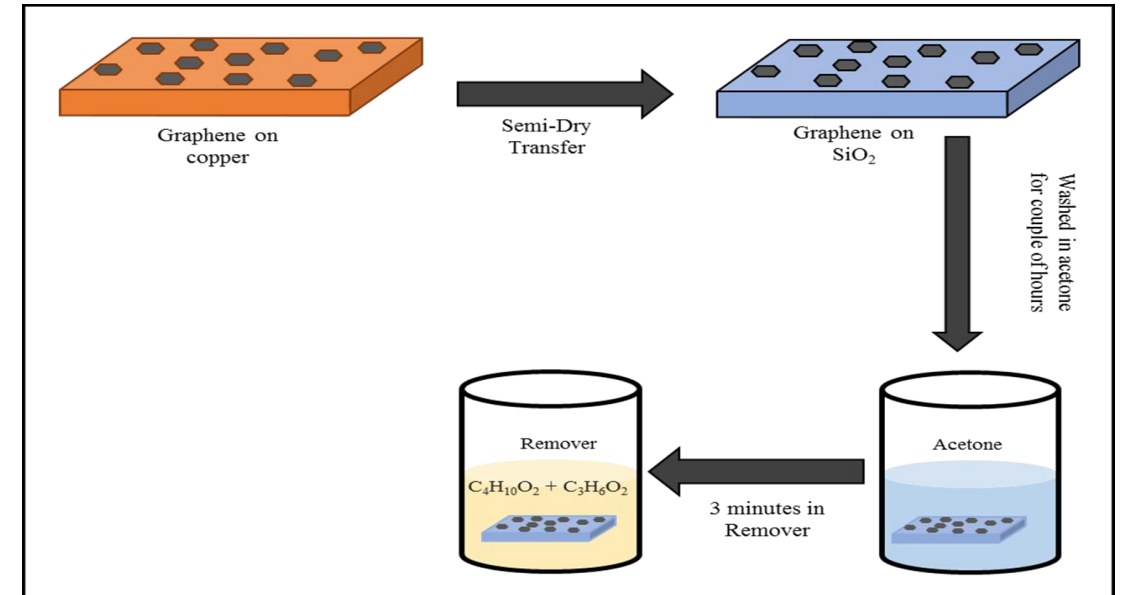 Graphene on
copper
Semi-Dry
Transfer
Graphene on
SiO₂
Washed in acetone
for couple of hours
Acetone
3 minutes in
Remover
Remover
C₄H₁₀O₂ + C₃H₆O₂